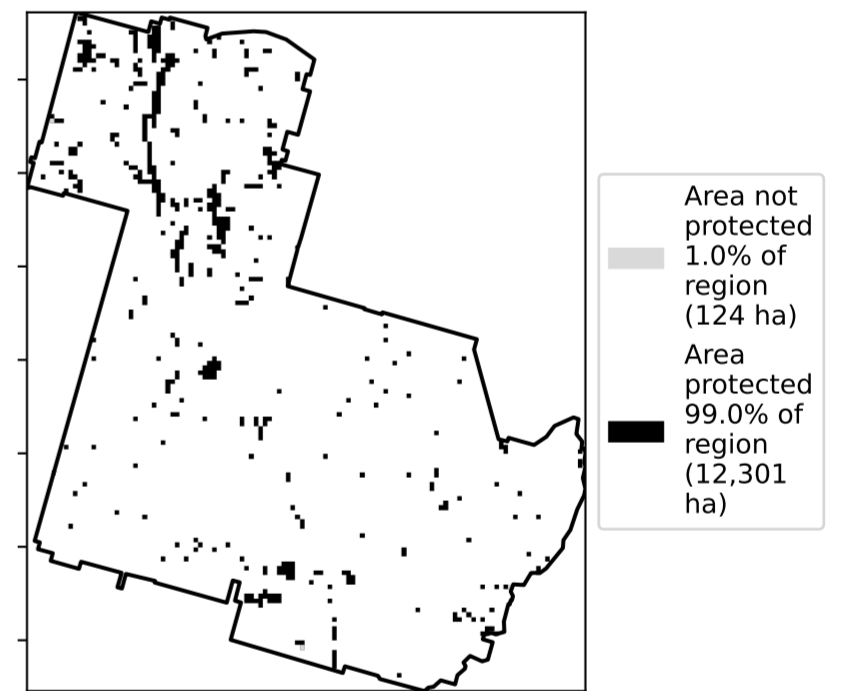 Area not
protected
1.0% of
region
(124 ha)
Area
protected
99.0% of
region
(12,301
ha)